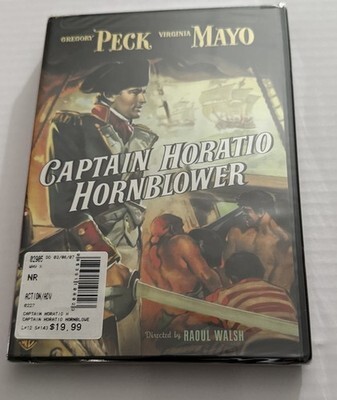 GREGORY PECK VIRGINIA MAYO
CAPTAIN HORATIO
HORNBLOWER
NR
ACTION/ADV
CAPTAIN HORATIO H
CAPTAIN HORATIO HORNBLOWE
$19.99
Directed by RAOUL WALSH